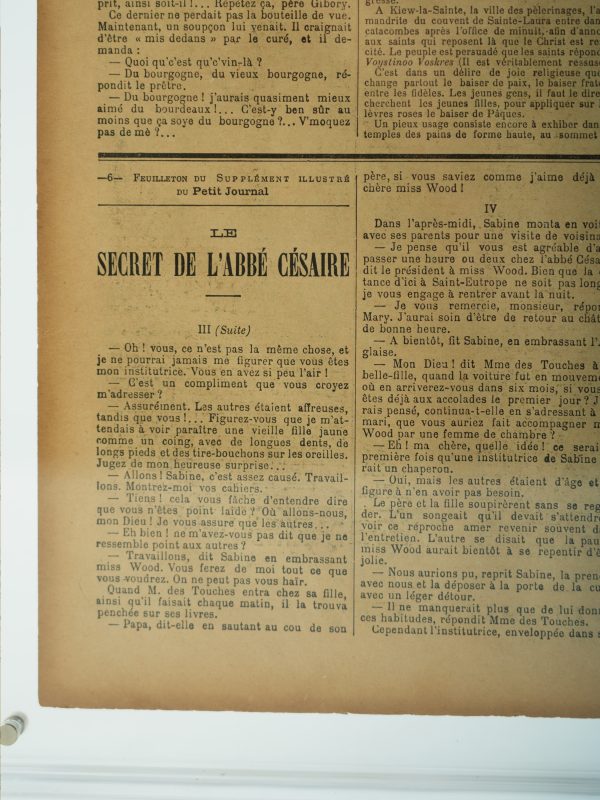 prit, ainsi soit-il!... Répétez ça, père Gibory.
Ce dernier ne perdait pas la bouteille de vue.
Maintenant, un soupçon lui venait. Il craignait
d'être « mis dedans » par le curé, et il de-
manda :
— Quoi qu'c'est qu'c'vin-là ?
— Du bourgogne, du vieux bourgogne, ré-
pondit le prêtre.
— Du bourgogne ! j'aurais quasiment mieux
aimé du bourdeaux !... C'est-y ben sûr au
moins que ça soye du bourgogne ?... V'moquez
pas de mè ?...
—6— FEUILLETON DU SUPPLÉMENT ILLUSTRÉ
DU Petit Journal
LE
SECRET DE L'ABBÉ CÉSAIRE
III (Suite)
— Oh ! vous, ce n'est pas la même chose, et
je ne pourrai jamais me figurer que vous êtes
mon institutrice. Vous en avez si peu l'air !
— C'est un compliment que vous croyez
m'adresser ?
— Assurément. Les autres étaient affreuses,
tandis que vous !... Figurez-vous que je m'at-
tendais à voir paraître une vieille fille jaune
comme un coing, avec de longues dents, de
longs pieds et des tire-bouchons sur les oreilles.
Jugez de mon heureuse surprise...
— Allons ! Sabine, c'est assez causé. Travail-
lons. Montrez-moi vos cahiers.
— Tiens ! cela vous fâche d'entendre dire
que vous n'êtes point laide ? Où allons-nous,
mon Dieu ! Je vous assure que les autres...
— Eh bien ! ne m'avez-vous pas dit que je ne
ressemble point aux autres ?
— Travaillons, dit Sabine en embrassant
miss Wood. Vous ferez de moi tout ce que
vous voudrez. On ne peut pas vous haïr.
Quand M. des Touches entra chez sa fille,
ainsi qu'il faisait chaque matin, il la trouva
penchée sur ses livres.
— Papa, dit-elle en sautant au cou de son
gresse.
A Kiew-la-Sainte, la ville des pèlerinages, l'a
mandrite du couvent de Sainte-Laura entre dan
catacombes après l'office de minuit, afin d'anno
aux saints qui reposent là que le Christ est re
cité. Le peuple est persuadé que les saints répond
Voystinoo Voskres (Il est véritablement ressus
C'est dans un délire de joie religieuse que
change partout le baiser de paix, le baiser frate
entre les fidèles. Les jeunes gens, il faut le dire
cherchent les jeunes filles, pour appliquer sur l
lèvres roses le baiser de Pâques.
Un pieux usage consiste encore à exhiber dan
temples des pains de forme haute, au sommet
père, si vous saviez comme j'aime déjà
chère miss Wood !
IV
Dans l'après-midi, Sabine monta en voit
avec ses parents pour une visite de voisina
— Je pense qu'il vous est agréable d'a
passer une heure ou deux chez l'abbé Césa
dit le président à miss Wood. Bien que la
tance d'ici à Saint-Eutrope ne soit pas long
je vous engage à rentrer avant la nuit.
— Je vous remercie, monsieur, répo
Mary. J'aurai soin d'être de retour au chât
de bonne heure.
— A bientôt, fit Sabine, en embrassant l'
glaise.
— Mon Dieu ! dit Mme des Touches à
belle-fille, quand la voiture fut en mouveme
où en arriverez-vous dans six mois, si vous
êtes déjà aux accolades le premier jour ? J
rais pensé, continua-t-elle en s'adressant à
mari, que vous auriez fait accompagner m
Wood par une femme de chambre ?
— Eh ! ma chère, quelle idée ! ce serai
première fois qu'une institutrice de Sabine
rait un chaperon.
— Oui, mais les autres étaient d'âge et
figure à n'en avoir pas besoin.
Le père et la fille soupirèrent sans se reg
der. L'un songeait qu'il devait s'attendre
voir ce reproche amer revenir souvent d
l'entretien. L'autre se disait que la pau
miss Wood aurait bientôt à se repentir d'ê
jolie.
— Nous aurions pu, reprit Sabine, la pren
avec nous et la déposer à la porte de la cu
avec un léger détour.
— Il ne manquerait plus que de lui donn
ces habitudes, répondit Mme des Touches.
Cependant l'institutrice, enveloppée dans s